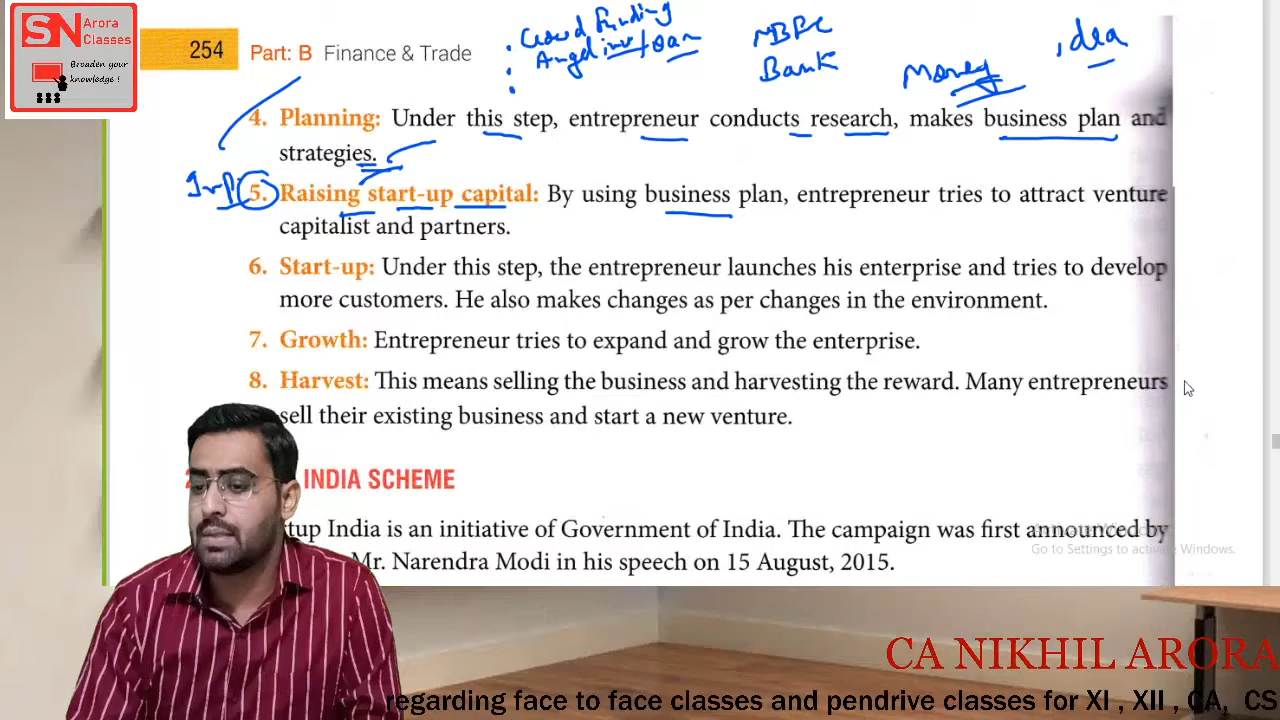 SN Arora Classes
Broaden your knowledge !
254 Part: B Finance & Trade
Crowd Funding
Angel inv/loan
NBFC
Bank
Money
idea
4. Planning: Under this step, entrepreneur conducts research, makes business plan and
strategies.
Imp
5. Raising start-up capital: By using business plan, entrepreneur tries to attract venture
capitalist and partners.
6. Start-up: Under this step, the entrepreneur launches his enterprise and tries to develop
more customers. He also makes changes as per changes in the environment.
7. Growth: Entrepreneur tries to expand and grow the enterprise.
8. Harvest: This means selling the business and harvesting the reward. Many entrepreneurs
sell their existing business and start a new venture.
INDIA SCHEME
tup India is an initiative of Government of India. The campaign was first announced by
Mr. Narendra Modi in his speech on 15 August, 2015.
Activate Windows
Go to Settings to activate Windows.
CA NIKHIL ARORA
regarding face to face classes and pendrive classes for XI , XII , CA, CS